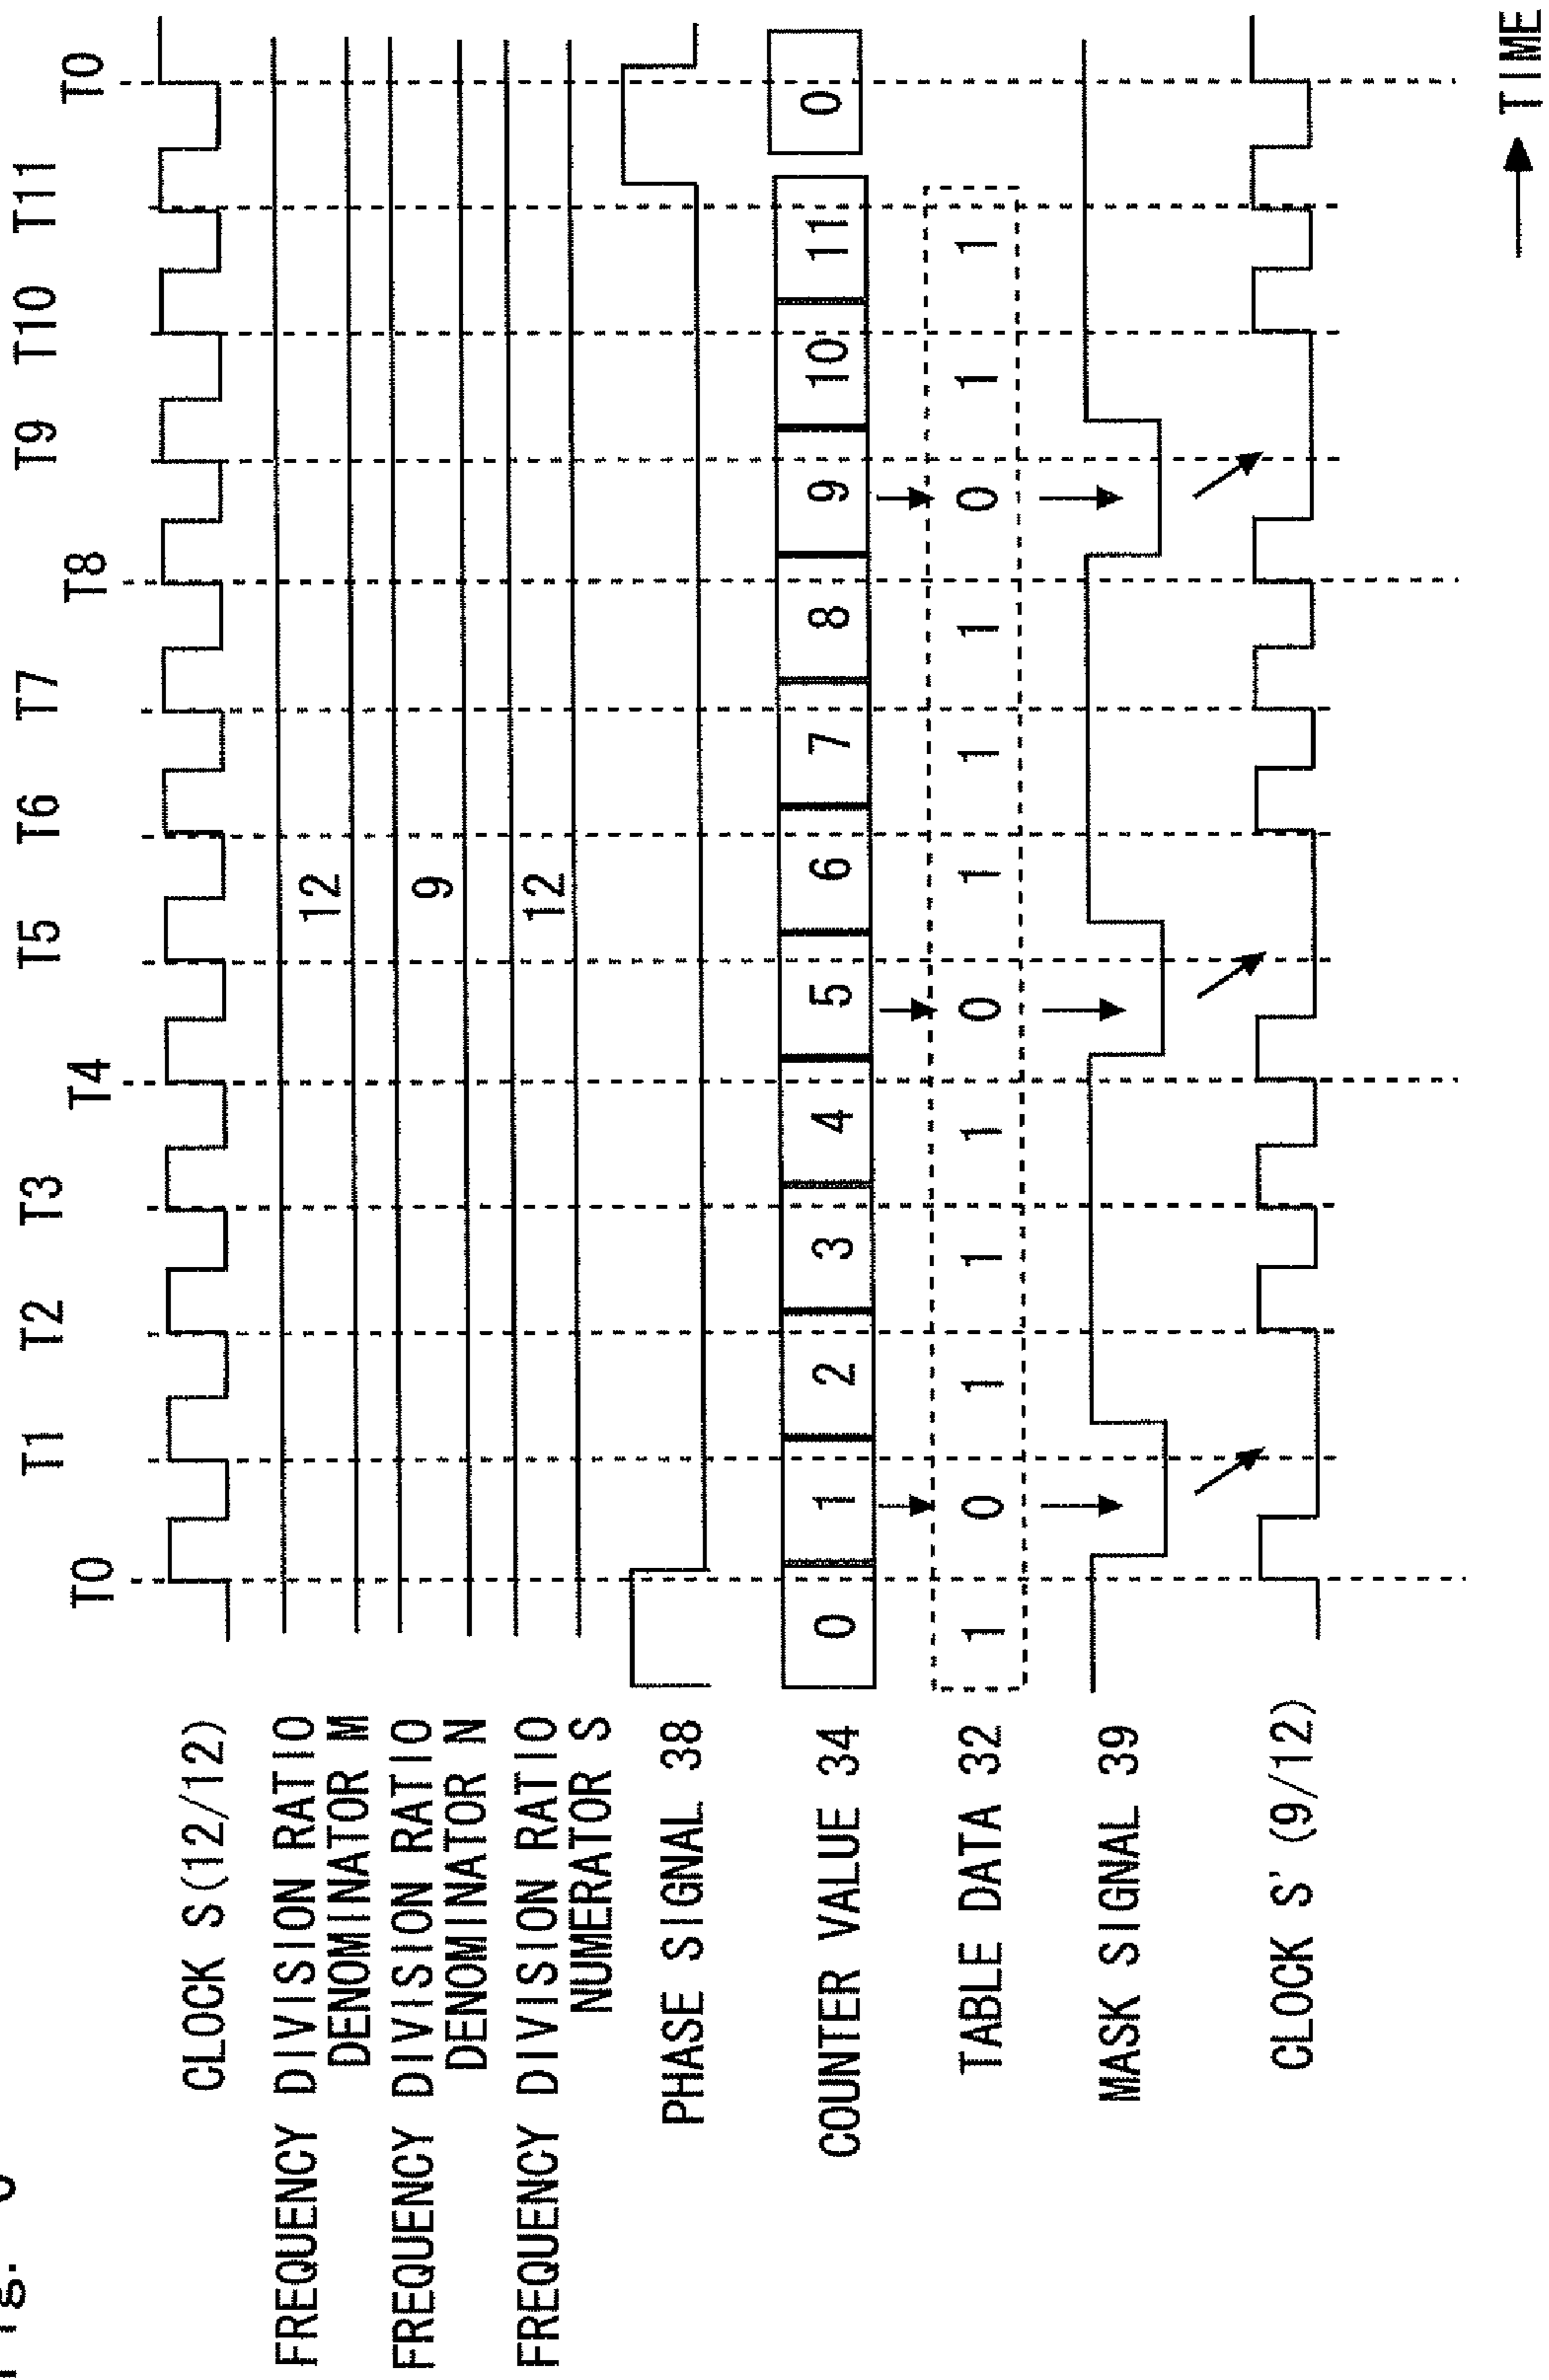 T0 T1 T2 T3 T4 T5 T6 T7 T8 T9 T10 T11 T0
CLOCK S(12/12)
FREQUENCY DIVISION RATIO
DENOMINATOR M
12
FREQUENCY DIVISION RATIO
DENOMINATOR N
9
FREQUENCY DIVISION RATIO
NUMERATOR S
12
PHASE SIGNAL 38
COUNTER VALUE 34
0 1 2 3 4 5 6 7 8 9 10 11 0
TABLE DATA 32
1 0 1 1 1 0 1 1 1 0 1 1
MASK SIGNAL 39
CLOCK S' (9/12)
TIME